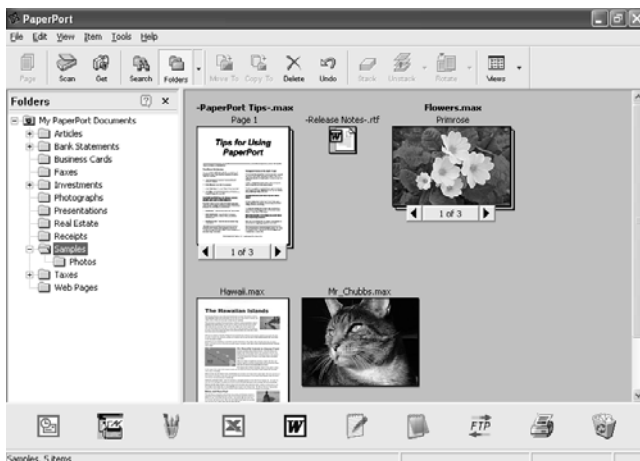 PaperPort
File Edit View Item Tools Help
Page Scan Get Search Folders Move To Copy To Delete Undo Stack Unstack Rotate Views
Folders
My PaperPort Documents
Articles
Bank Statements
Business Cards
Faxes
Investments
Photographs
Presentations
Real Estate
Receipts
Samples
Photos
Taxes
Web Pages
-PaperPort Tips-.max
Page 1
Tips for Using
PaperPort
1 of 3
-Release Notes-.rtf
Flowers.max
Primrose
1 of 3
Hawaii.max
The Hawaiian Islands
Mr_Chubbs.max
FTP
Samples, 5 items